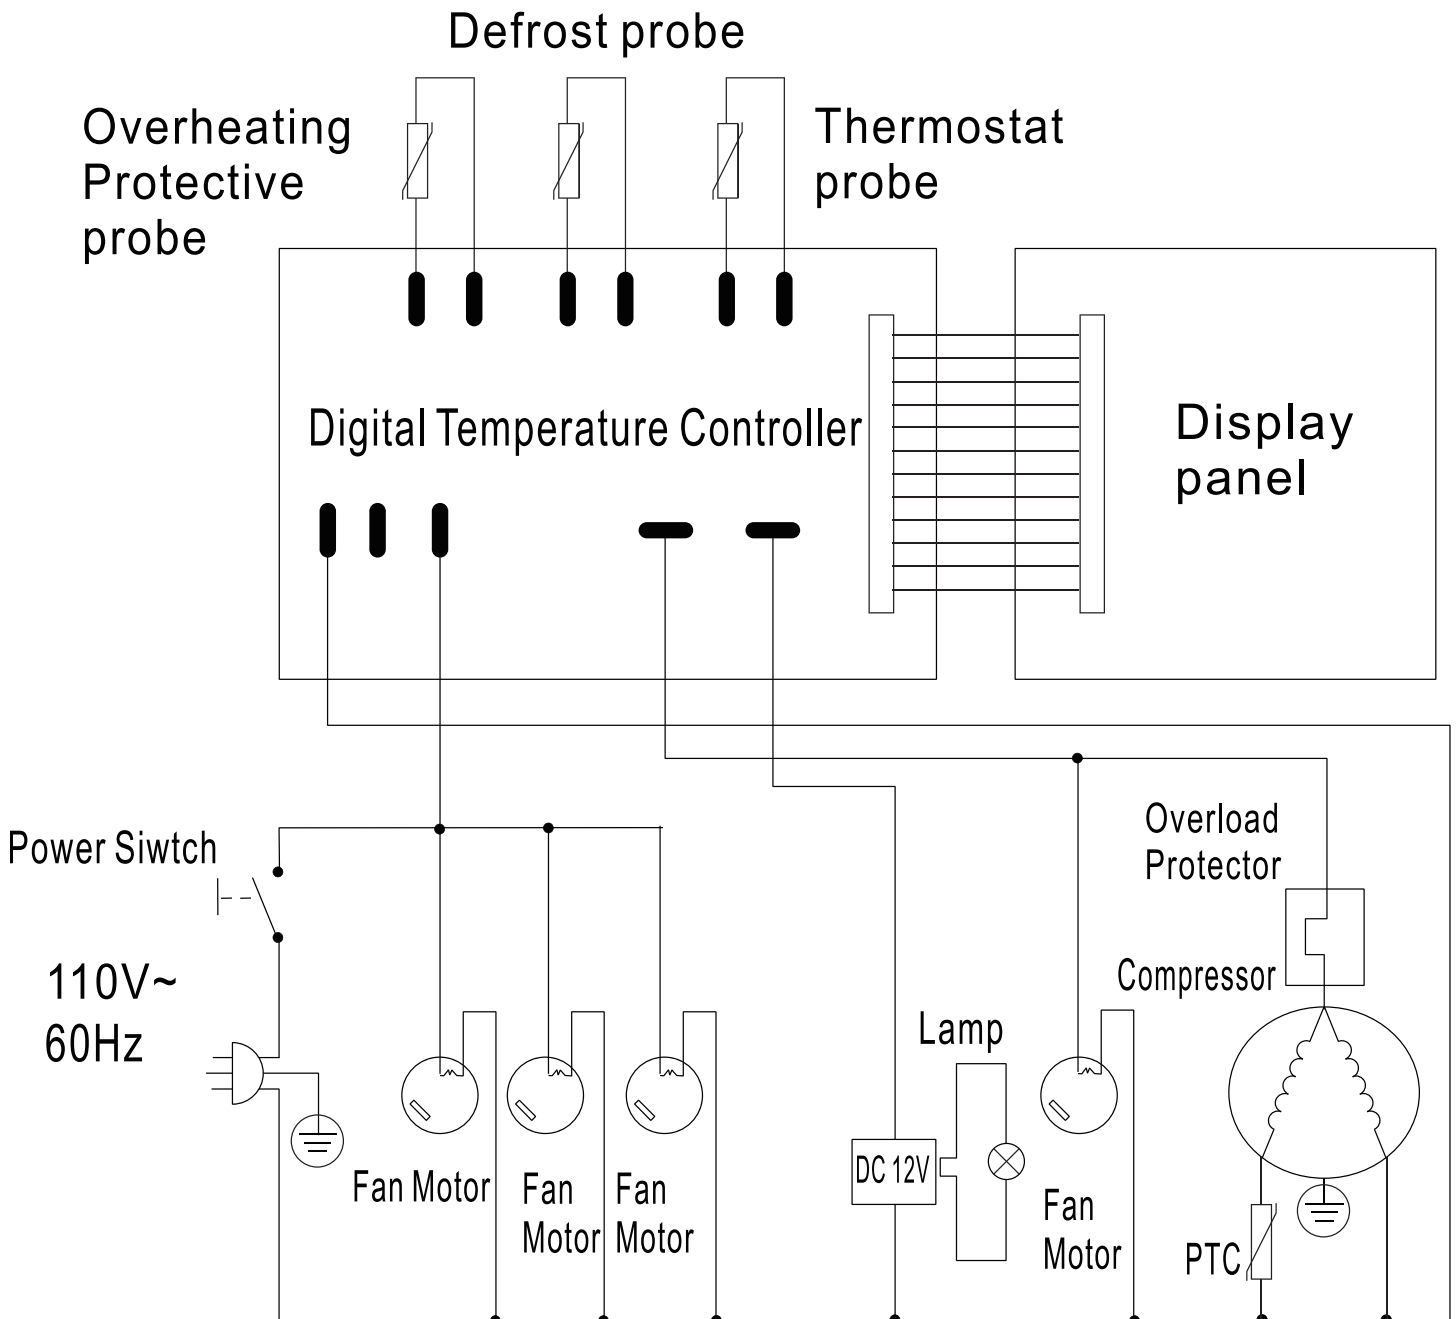 Defrost probe
Overheating
Protective
probe
Thermostat
probe
Digital Temperature Controller
Display
panel
Power Siwtch
110V~
60Hz
Overload
Protector
Compressor
Lamp
DC 12V
Fan Motor
Fan
Motor
Fan
Motor
Fan
Motor
PTC